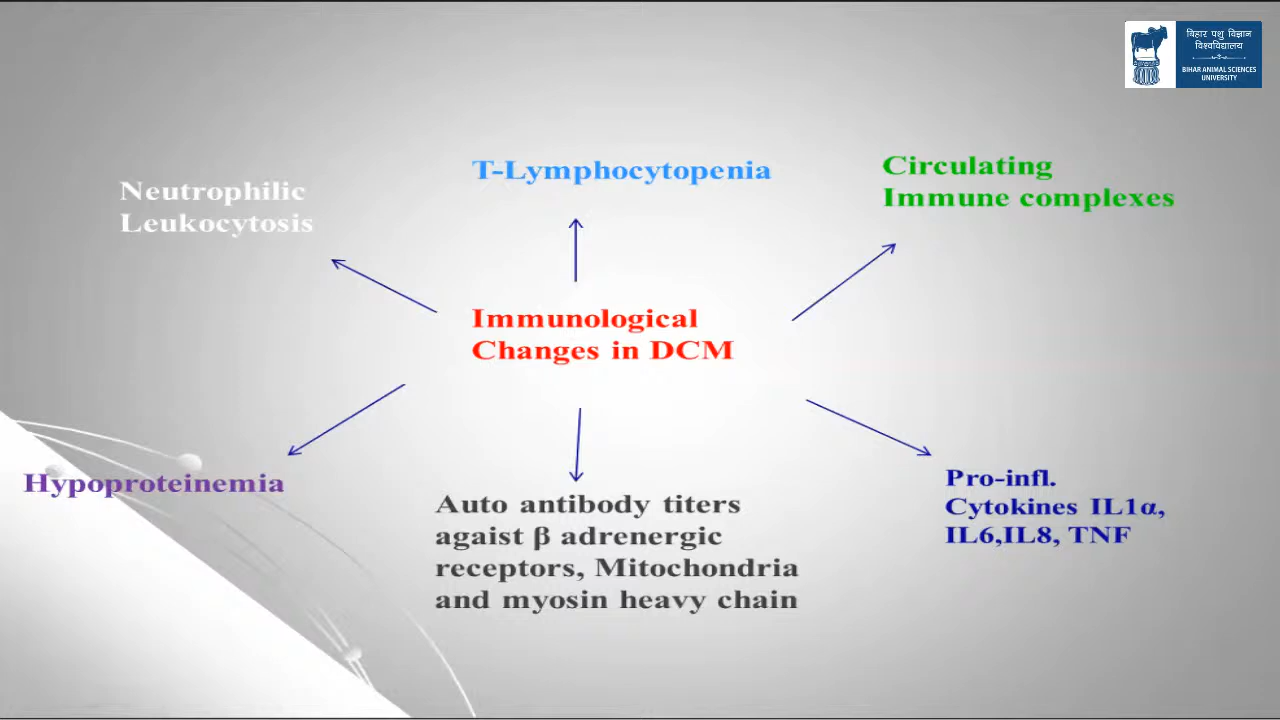 बिहार पशु विज्ञान
विश्वविद्यालय
BIHAR ANIMAL SCIENCES
UNIVERSITY
Neutrophilic
Leukocytosis
T-Lymphocytopenia
Circulating
Immune complexes
Immunological
Changes in DCM
Hypoproteinemia
Auto antibody titers
agaist β adrenergic
receptors, Mitochondria
and myosin heavy chain
Pro-infl.
Cytokines IL1α,
IL6,IL8, TNF